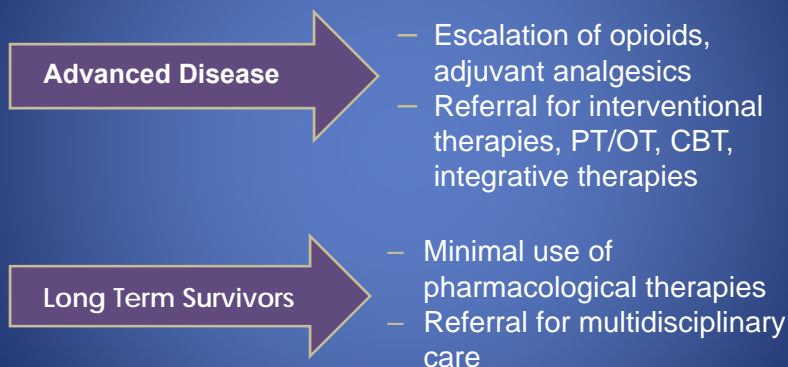 Advanced Disease
– Escalation of opioids,
adjuvant analgesics
– Referral for interventional
therapies, PT/OT, CBT,
integrative therapies
Long Term Survivors
– Minimal use of
pharmacological therapies
– Referral for multidisciplinary
care